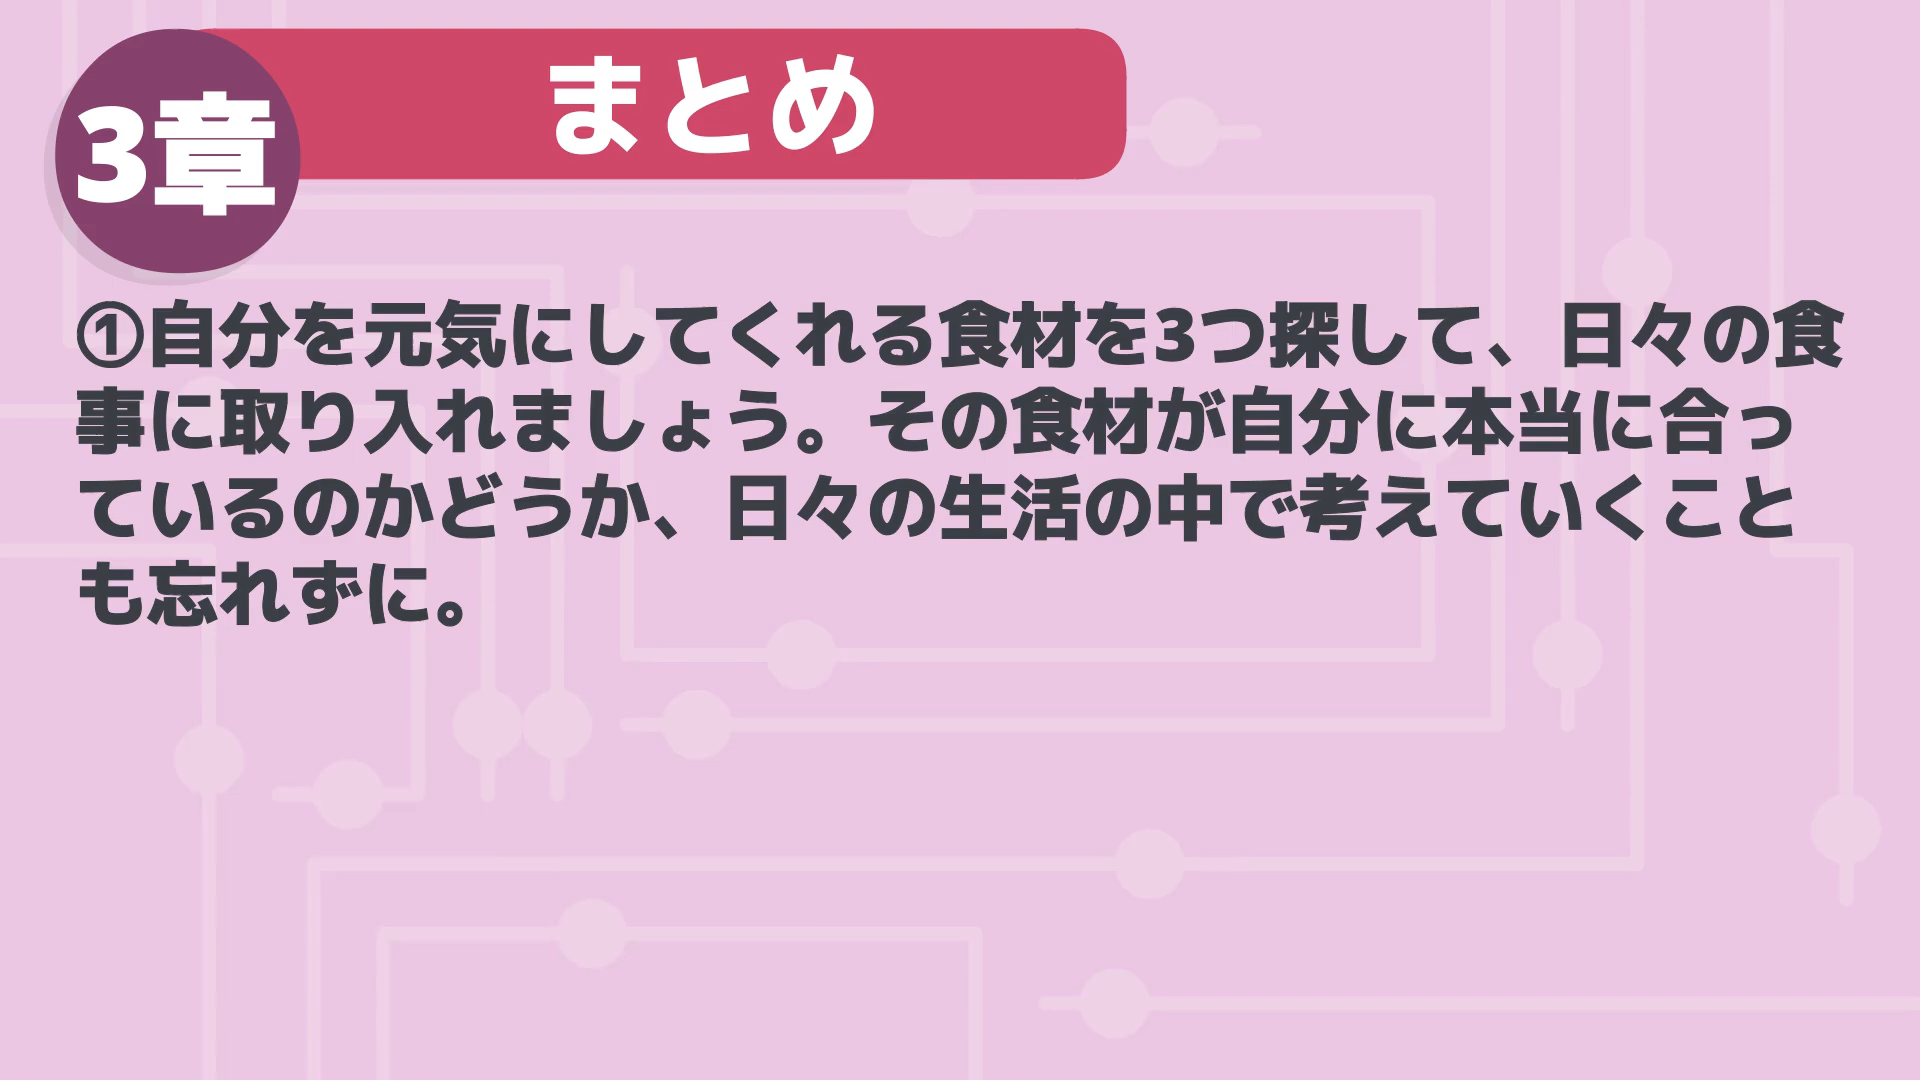 3章
まとめ
①自分を元気にしてくれる食材を3つ探して、日々の食
事に取り入れましょう。その食材が自分に本当に合っ
ているのかどうか、日々の生活の中で考えていくこと
も忘れずに。